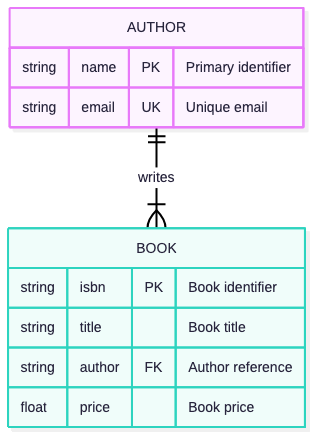 AUTHOR
string name PK Primary identifier
string email UK Unique email
writes
BOOK
string isbn PK Book identifier
string title Book title
string author FK Author reference
float price Book price